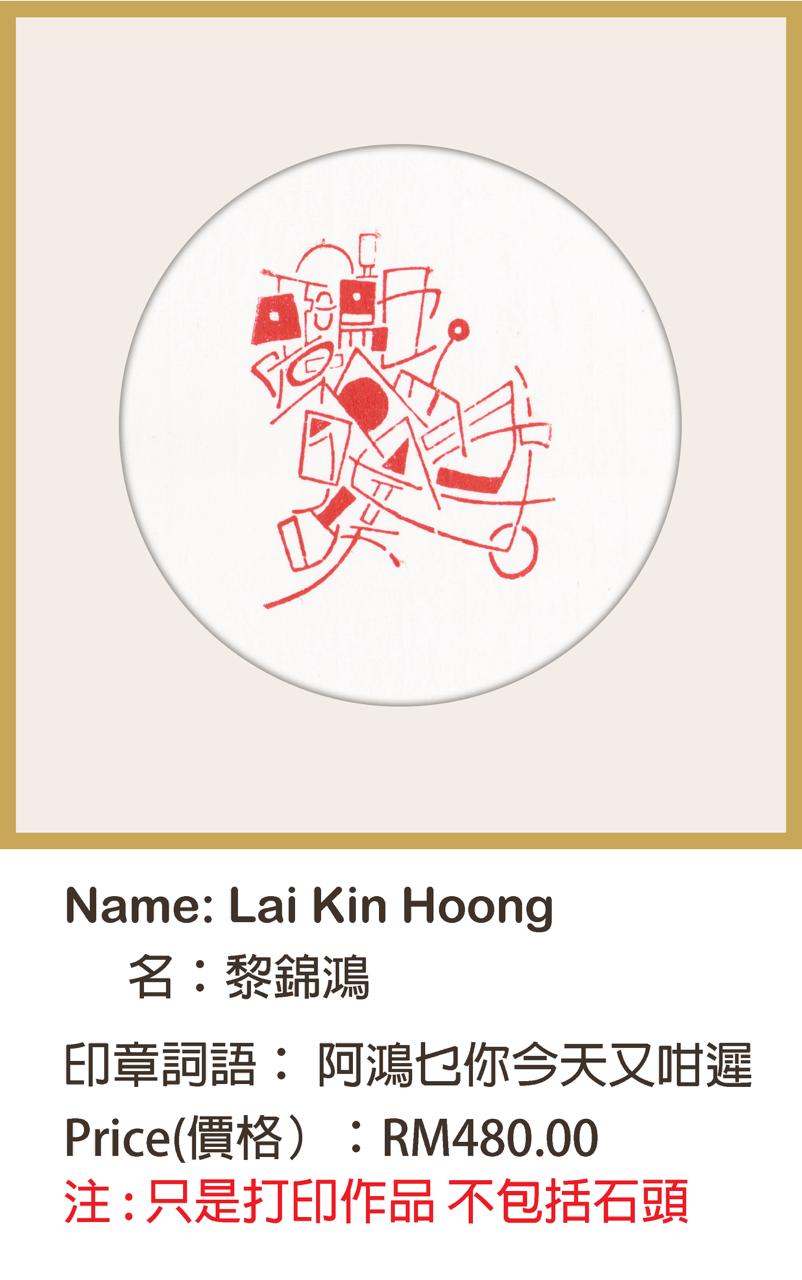 Name: Lai Kin Hoong
名：黎錦鴻
印章詞語： 阿鴻乜你今天又咁遲
Price(價格）：RM480.00
注 : 只是打印作品 不包括石頭